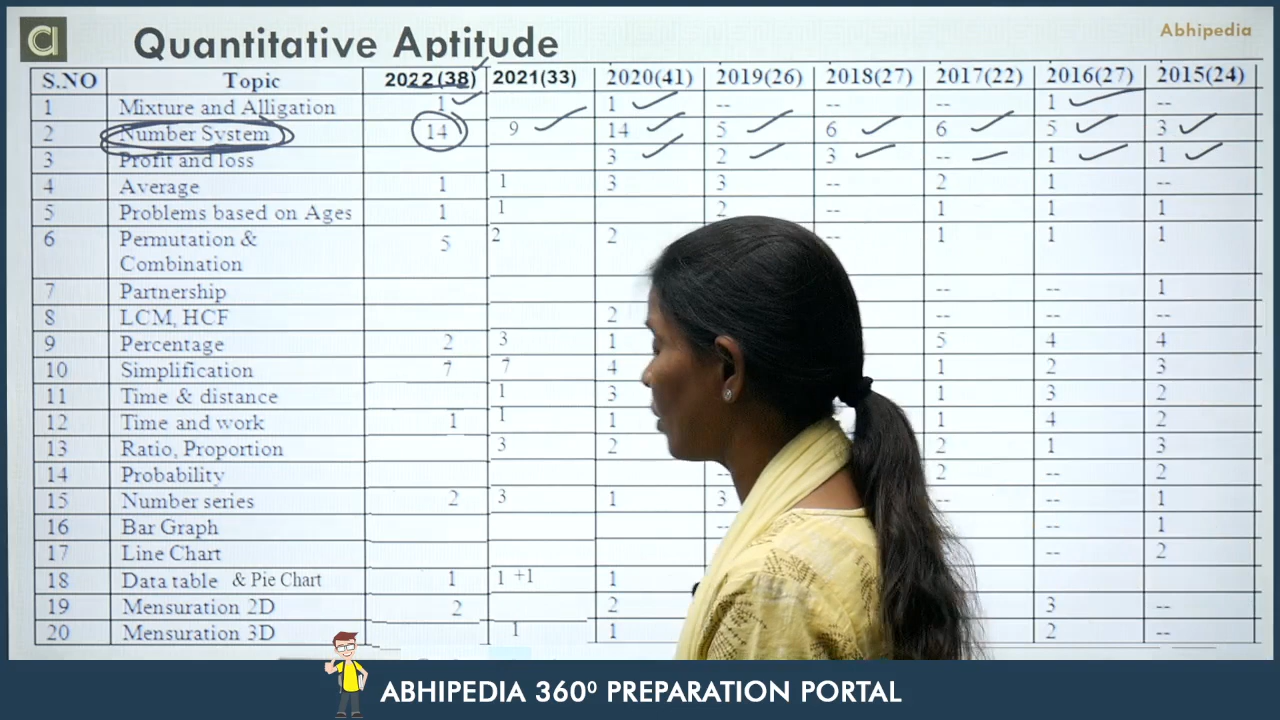 Quantitative Aptitude
Abhipedia
S.NO Topic 2022(38) 2021(33) 2020(41) 2019(26) 2018(27) 2017(22) 2016(27) 2015(24)
1 Mixture and Alligation 1 1 -- -- -- 1 --
2 Number System 14 9 14 5 6 6 5 3
3 Profit and loss 3 2 3 -- 1 1
4 Average 1 1 3 3 -- 2 1 --
5 Problems based on Ages 1 1 2 -- 1 1 1
6 Permutation & 5 2 2 -- 1 1 1
Combination
7 Partnership -- -- 1
8 LCM, HCF 2 -- --
9 Percentage 2 3 1 5 4 4
10 Simplification 7 7 4 1 2 3
11 Time & distance 1 3 1 3 2
12 Time and work 1 1 1 1 4 2
13 Ratio, Proportion 3 2 2 1 3
14 Probability -- 2 -- 2
15 Number series 2 3 1 3 -- -- 1
16 Bar Graph -- -- 1
17 Line Chart -- 2
18 Data table & Pie Chart 1 1 +1 1
19 Mensuration 2D 2 2 3 --
20 Mensuration 3D 1 1 2 --
ABHIPEDIA 360⁰ PREPARATION PORTAL